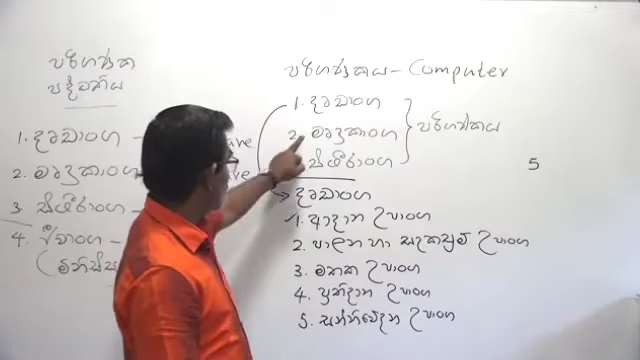 පරිගණක
පද්ධතිය
1. දෘඩාංග -
2. මෘදුකාංග -
3. ස්ථිරාංග -
4. ජීවාංග -
පරිගණකය - Computer
1. දෘඩාංග
2. මෘදුකාංග
ස්ථිරාංග
පරිගණකය
5
දෘඩාංග
1. ආදාන උපාංග
2. පාලන හා සැකසුම් උපාංග
3. මතක උපාංග
4. ප්‍රතිදාන උපාංග
5. සන්නිවේදන උපාංග